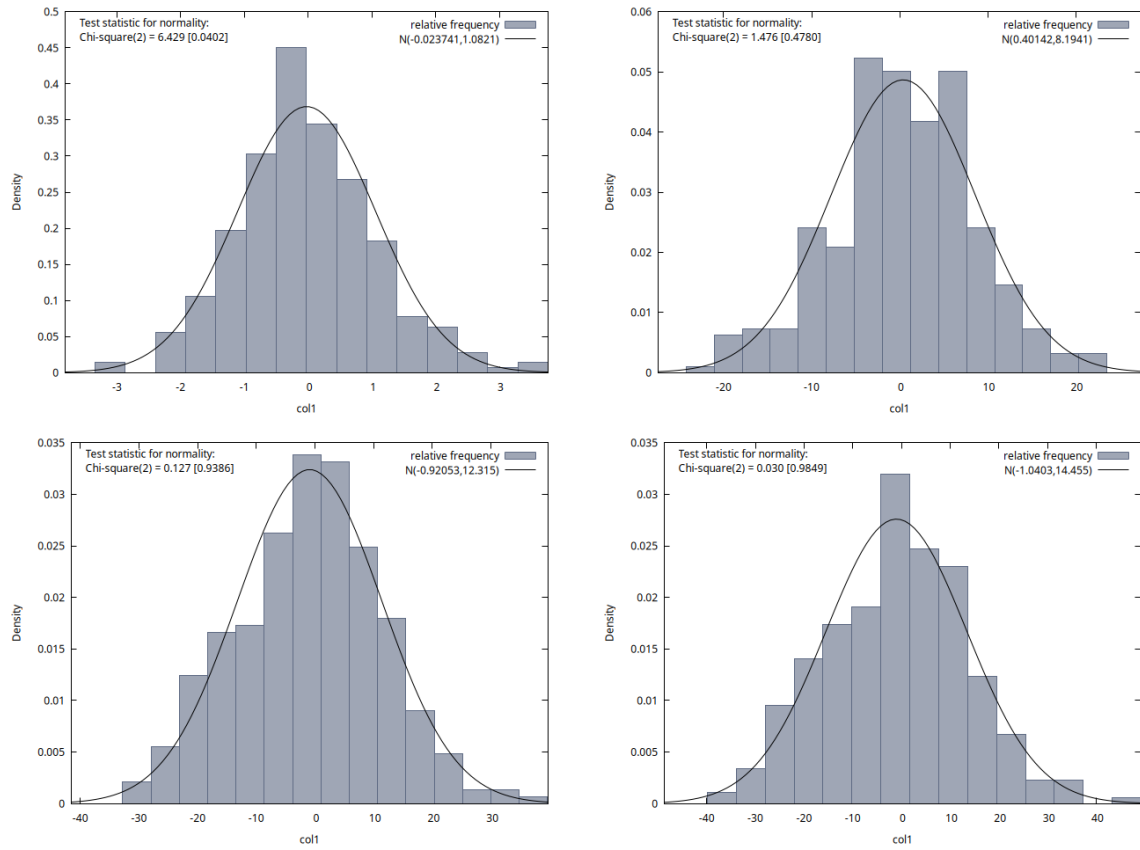 Test statistic for normality:
Chi-square(2) = 6.429 [0.0402]
relative frequency
N(-0.023741,1.0821)
0.5
0.45
0.4
0.35
0.3
0.25
0.2
0.15
0.1
0.05
0
Density
-3 -2 -1 0 1 2 3
col1
Test statistic for normality:
Chi-square(2) = 1.476 [0.4780]
relative frequency
N(0.40142,8.1941)
0.06
0.05
0.04
0.03
0.02
0.01
0
Density
-20 -10 0 10 20
col1
Test statistic for normality:
Chi-square(2) = 0.127 [0.9386]
relative frequency
N(-0.92053,12.315)
0.035
0.03
0.025
0.02
0.015
0.01
0.005
0
Density
-40 -30 -20 -10 0 10 20 30
col1
Test statistic for normality:
Chi-square(2) = 0.030 [0.9849]
relative frequency
N(-1.0403,14.455)
0.035
0.03
0.025
0.02
0.015
0.01
0.005
0
Density
-40 -30 -20 -10 0 10 20 30 40
col1